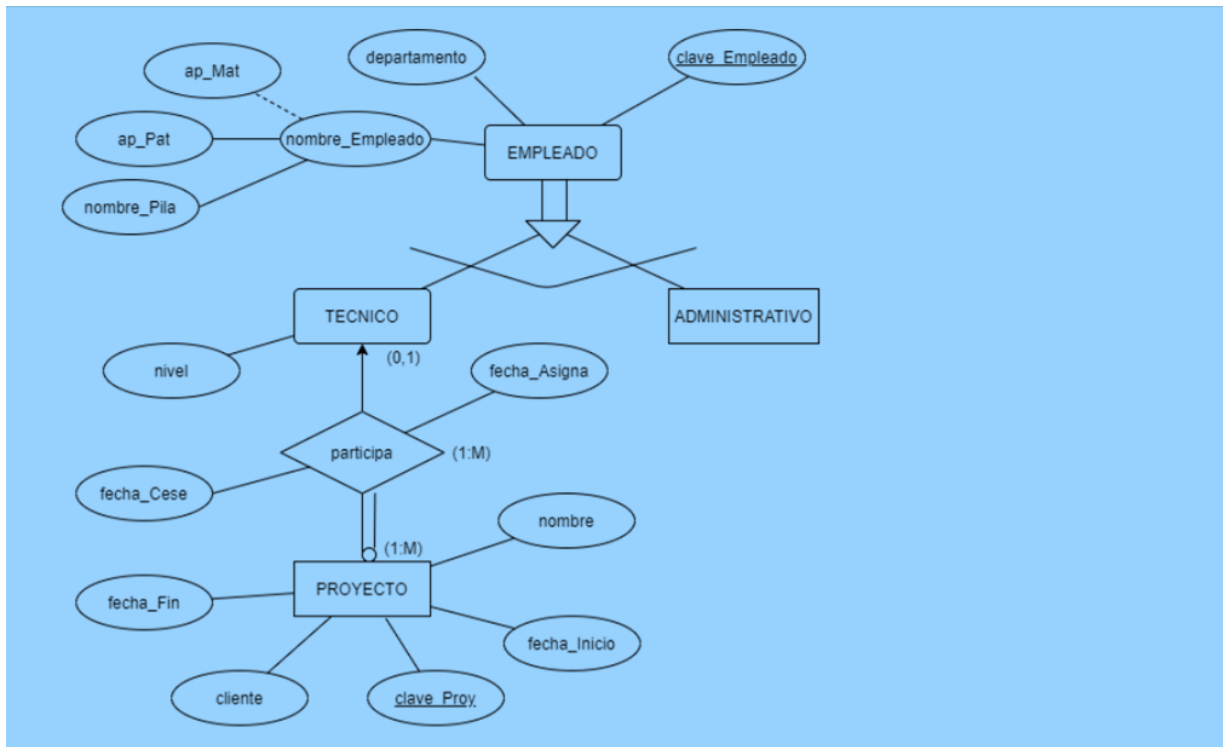 departamento
clave_Empleado
ap_Mat
ap_Pat
nombre_Empleado
EMPLEADO
nombre_Pila
TECNICO
ADMINISTRATIVO
(0,1)
nivel
fecha_Asigna
participa
(1:M)
fecha_Cese
nombre
(1:M)
PROYECTO
fecha_Fin
fecha_Inicio
cliente
clave_Proy